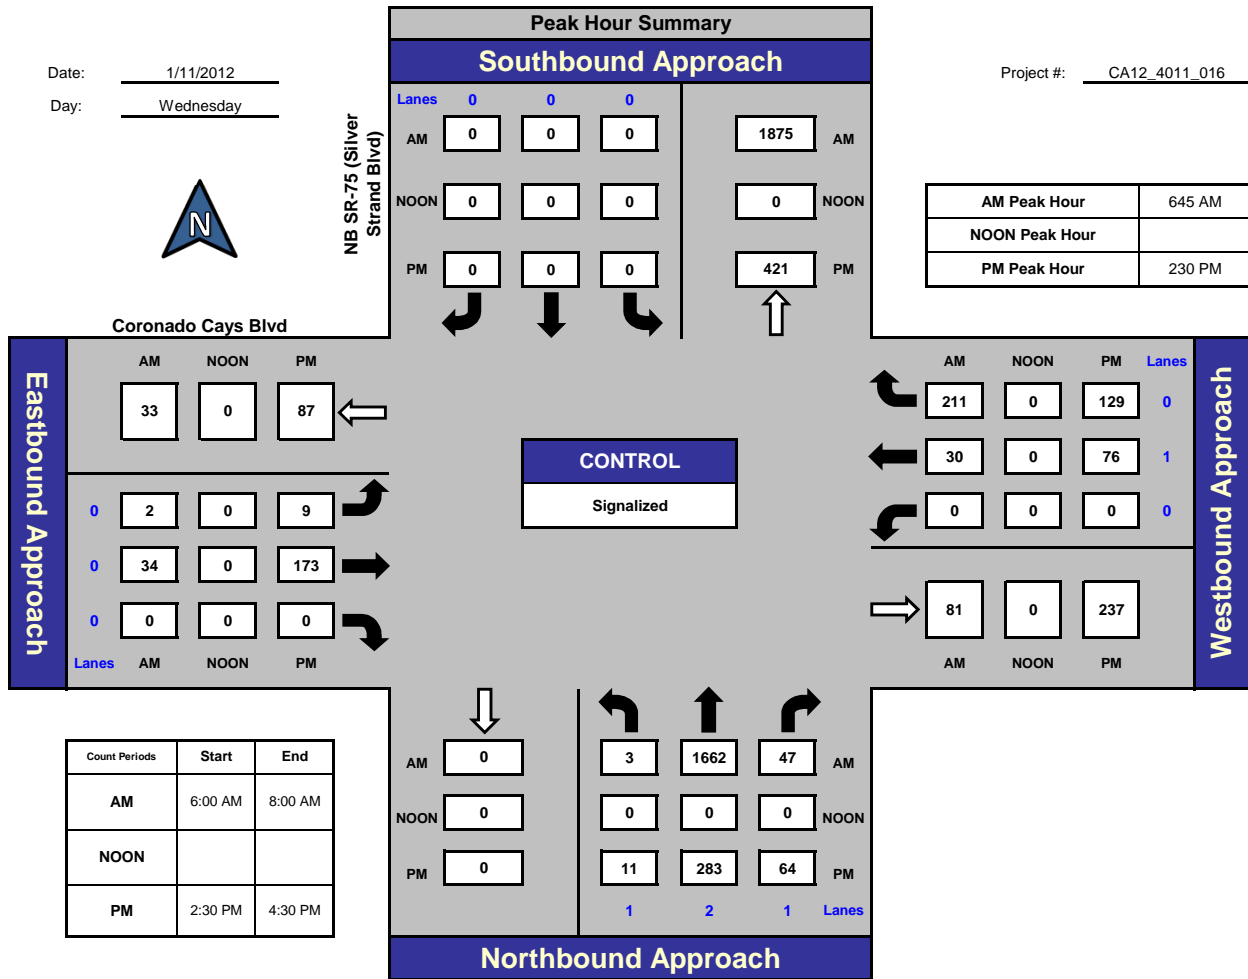 Peak Hour Summary
Southbound Approach
Date: 1/11/2012
Project #: CA12_4011_016
Day: Wednesday
NB SR-75 (Silver
Strand Blvd)
Lanes 0 0 0
AM 0 0 0 1875 AM
NOON 0 0 0 0 NOON
PM 0 0 0 421 PM
N
AM Peak Hour 645 AM
NOON Peak Hour
PM Peak Hour 230 PM
Coronado Cays Blvd
Eastbound Approach
AM NOON PM
33 0 87
0 2 0 9
0 34 0 173
0 0 0 0
Lanes AM NOON PM
CONTROL
Signalized
AM NOON PM Lanes
211 0 129 0
30 0 76 1
0 0 0 0
81 0 237
AM NOON PM
Westbound Approach
Count Periods Start End
AM 6:00 AM 8:00 AM
NOON
PM 2:30 PM 4:30 PM
AM 0 3 1662 47 AM
NOON 0 0 0 0 NOON
PM 0 11 283 64 PM
1 2 1 Lanes
Northbound Approach